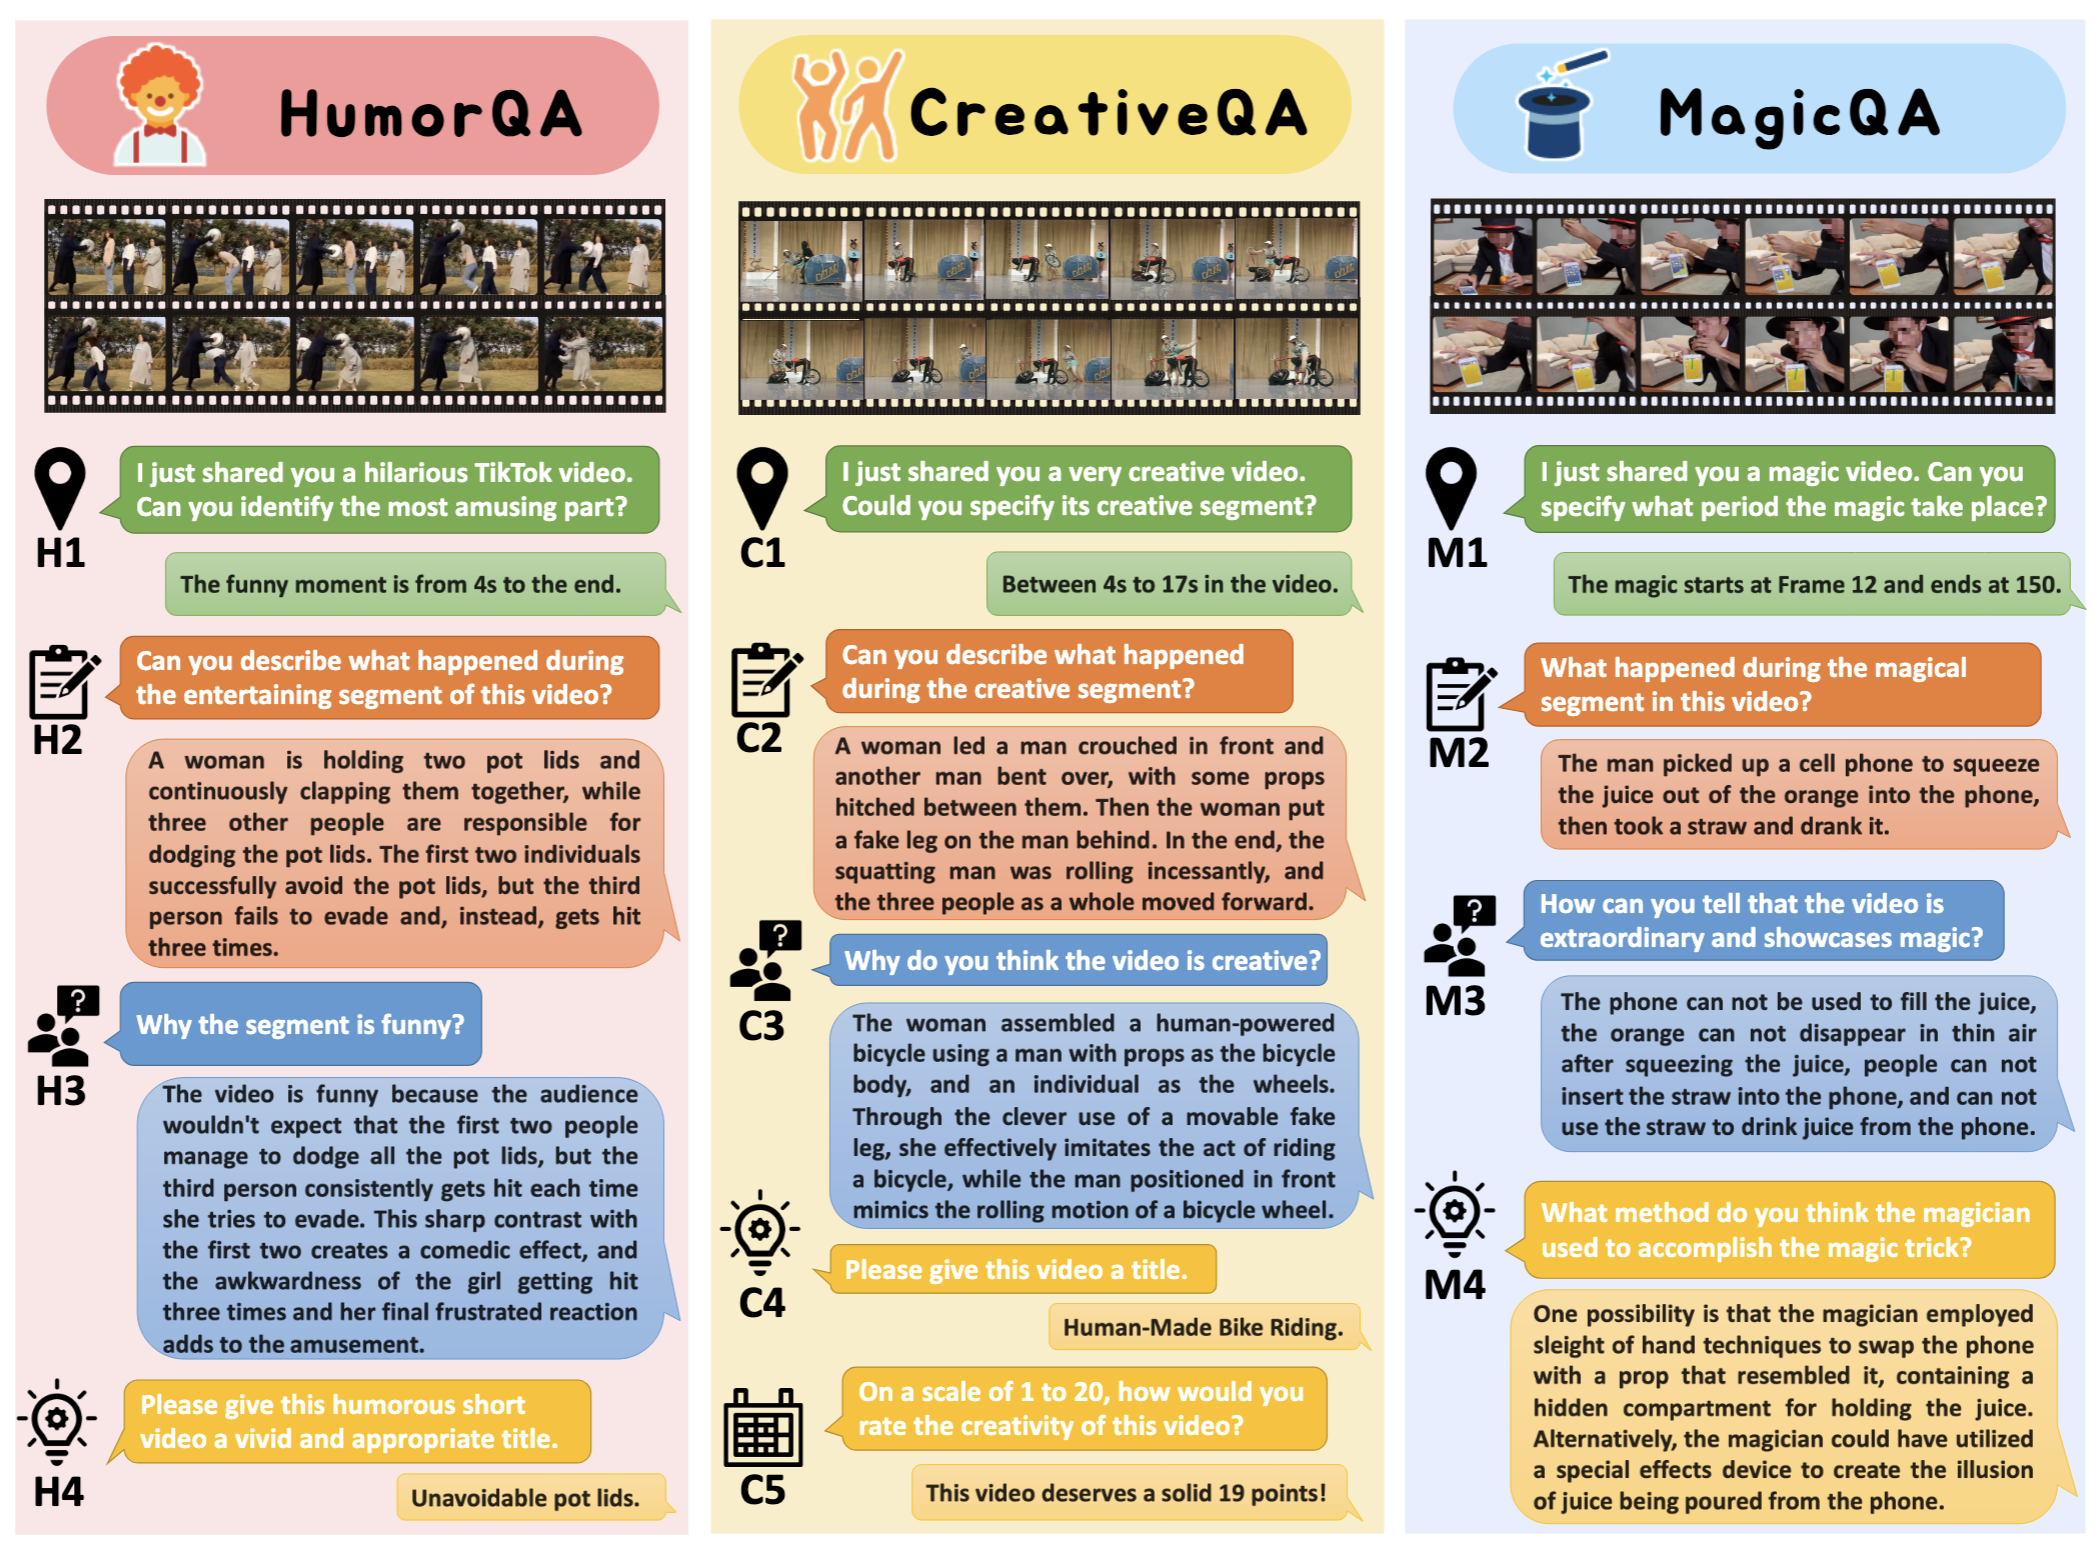 HumorQA
I just shared you a hilarious TikTok video.
Can you identify the most amusing part?
H1
The funny moment is from 4s to the end.
Can you describe what happened during
the entertaining segment of this video?
H2
A woman is holding two pot lids and
continuously clapping them together, while
three other people are responsible for
dodging the pot lids. The first two individuals
successfully avoid the pot lids, but the third
person fails to evade and, instead, gets hit
three times.
?
Why the segment is funny?
H3
The video is funny because the audience
wouldn't expect that the first two people
manage to dodge all the pot lids, but the
third person consistently gets hit each time
she tries to evade. This sharp contrast with
the first two creates a comedic effect, and
the awkwardness of the girl getting hit
three times and her final frustrated reaction
adds to the amusement.
Please give this humorous short
video a vivid and appropriate title.
H4
Unavoidable pot lids.
CreativeQA
I just shared you a very creative video.
Could you specify its creative segment?
C1
Between 4s to 17s in the video.
Can you describe what happened
during the creative segment?
C2
A woman led a man crouched in front and
another man bent over, with some props
hitched between them. Then the woman put
a fake leg on the man behind. In the end, the
squatting man was rolling incessantly, and
the three people as a whole moved forward.
?
Why do you think the video is creative?
C3
The woman assembled a human-powered
bicycle using a man with props as the bicycle
body, and an individual as the wheels.
Through the clever use of a movable fake
leg, she effectively imitates the act of riding
a bicycle, while the man positioned in front
mimics the rolling motion of a bicycle wheel.
Please give this video a title.
C4
Human-Made Bike Riding.
On a scale of 1 to 20, how would you
rate the creativity of this video?
C5
This video deserves a solid 19 points!
MagicQA
I just shared you a magic video. Can you
specify what period the magic take place?
M1
The magic starts at Frame 12 and ends at 150.
What happened during the magical
segment in this video?
M2
The man picked up a cell phone to squeeze
the juice out of the orange into the phone,
then took a straw and drank it.
?
How can you tell that the video is
extraordinary and showcases magic?
M3
The phone can not be used to fill the juice,
the orange can not disappear in thin air
after squeezing the juice, people can not
insert the straw into the phone, and can not
use the straw to drink juice from the phone.
What method do you think the magician
used to accomplish the magic trick?
M4
One possibility is that the magician employed
sleight of hand techniques to swap the phone
with a prop that resembled it, containing a
hidden compartment for holding the juice.
Alternatively, the magician could have utilized
a special effects device to create the illusion
of juice being poured from the phone.